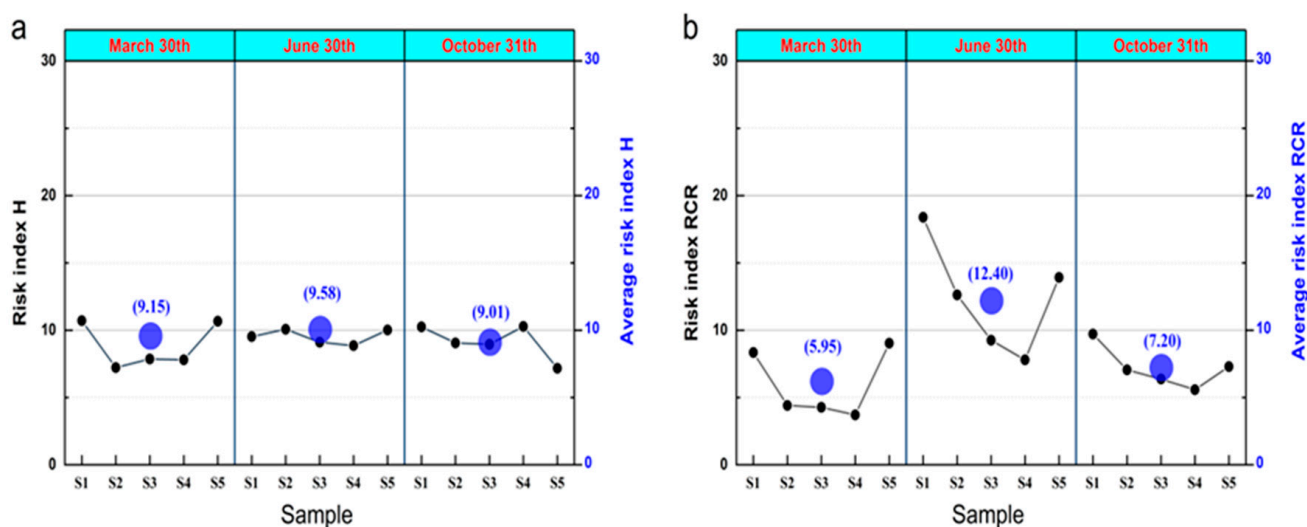 a
March 30th June 30th October 31th
30 30
20 20
10 10
0 0
Risk index H
Average risk index H
(9.15) (9.58) (9.01)
S1 S2 S3 S4 S5 S1 S2 S3 S4 S5 S1 S2 S3 S4 S5
Sample
b
March 30th June 30th October 31th
30 30
20 20
10 10
0 0
Risk index RCR
Average risk index RCR
(5.95) (12.40) (7.20)
S1 S2 S3 S4 S5 S1 S2 S3 S4 S5 S1 S2 S3 S4 S5
Sample